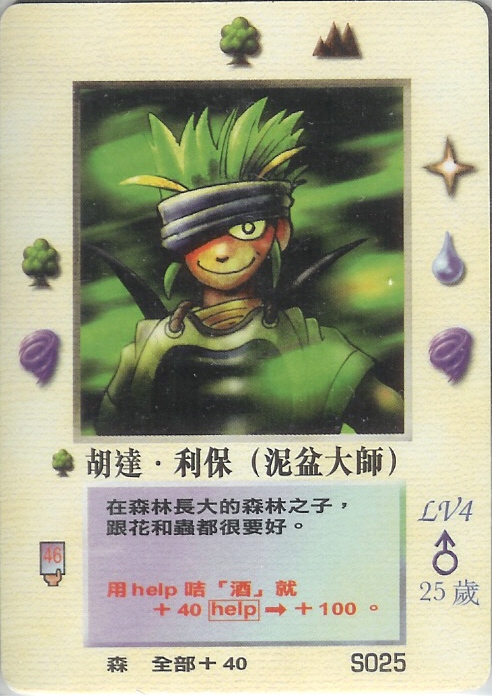 胡達・利保（泥盆大師）
在森林長大的森林之子，
跟花和蟲都很要好。
LV4
46
25歲
用help 咭「酒」就
＋40 help ➡ ＋100 。
森 全部＋40
S025